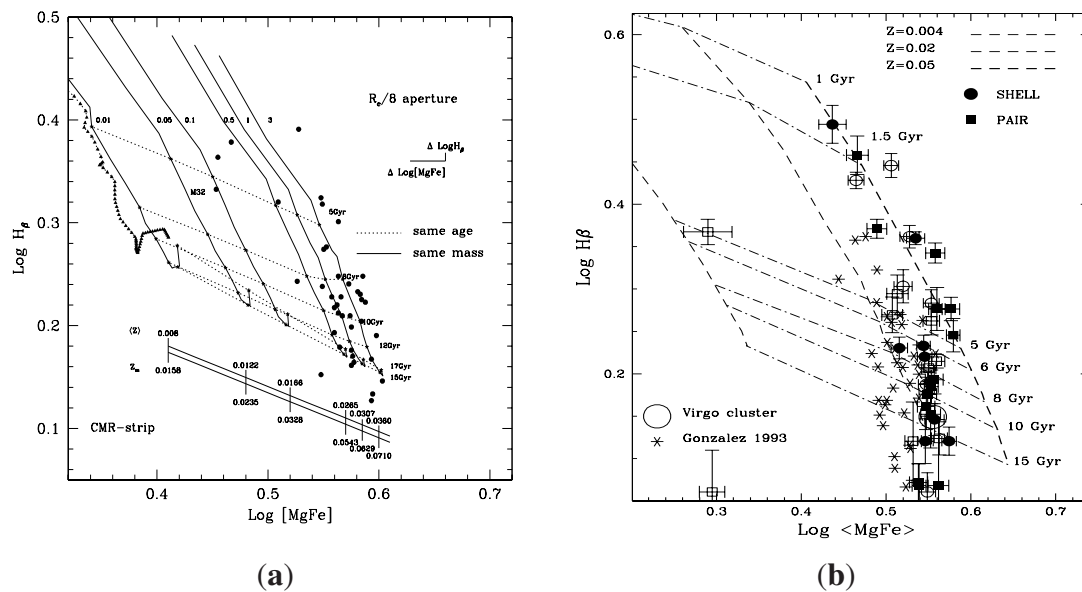 0.5
0.4
0.3
0.2
0.1
Log Hβ
0.4
0.5
0.6
0.7
Log [MgFe]
Re/8 aperture
Δ LogHβ
Δ Log[MgFe]
0.01
0.05
0.1
0.5
1
3
M32
5Gyr
8Gyr
10Gyr
12Gyr
17Gyr
15Gyr
same age
same mass
⟨Z⟩
Zm
0.008
0.0122
0.0166
0.0265
0.0307
0.0360
0.0158
0.0235
0.0328
0.0543
0.0629
0.0710
CMR-strip
(a)
0.6
0.4
0.2
Log Hβ
Z=0.004
Z=0.02
Z=0.05
SHELL
PAIR
1 Gyr
1.5 Gyr
5 Gyr
6 Gyr
8 Gyr
10 Gyr
15 Gyr
Virgo cluster
Gonzalez 1993
0.3
0.4
0.5
0.6
Log <MgFe>
(b)